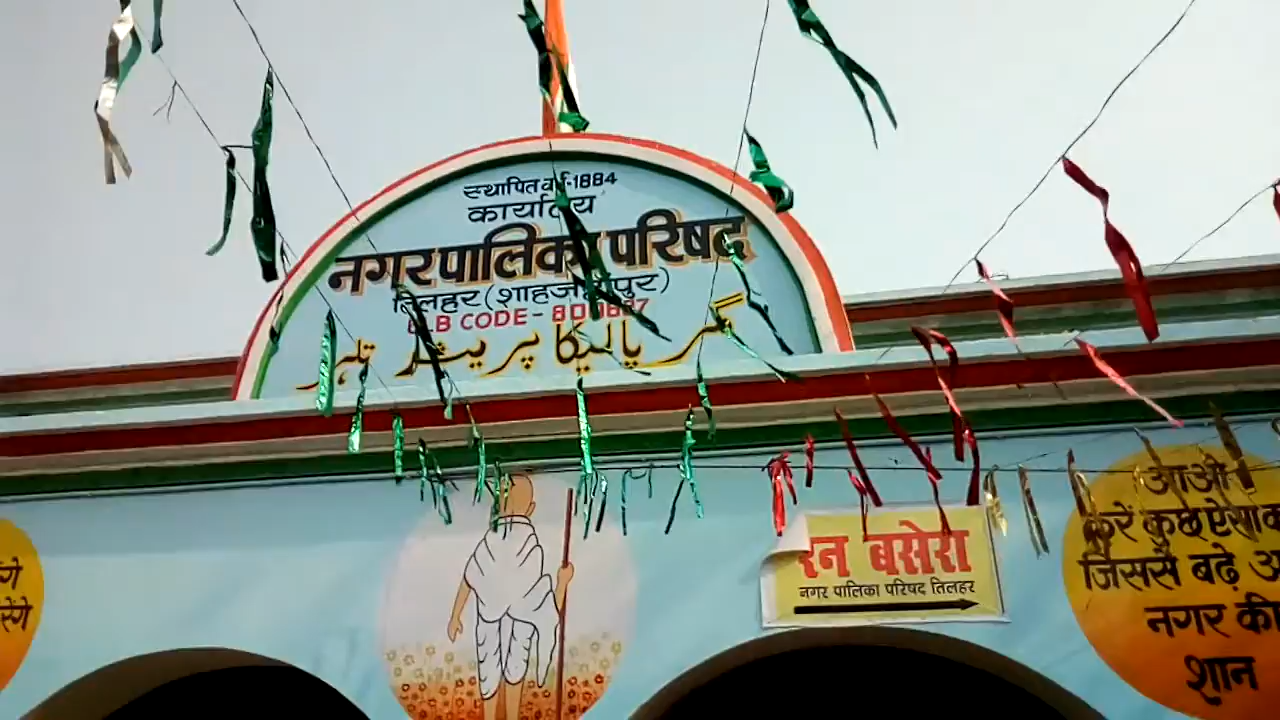 स्थापित वर्ष-1884
कार्यालय
नगर पालिका परिषद
तिलहर (शाहजहाँपुर)
ULB CODE-
نگر پالیکا پریشد تلہر
रैन बसेरा
नगर पालिका परिषद तिलहर
आओ
करें कुछ ऐसा
जिससे बढ़े
नगर की
शान